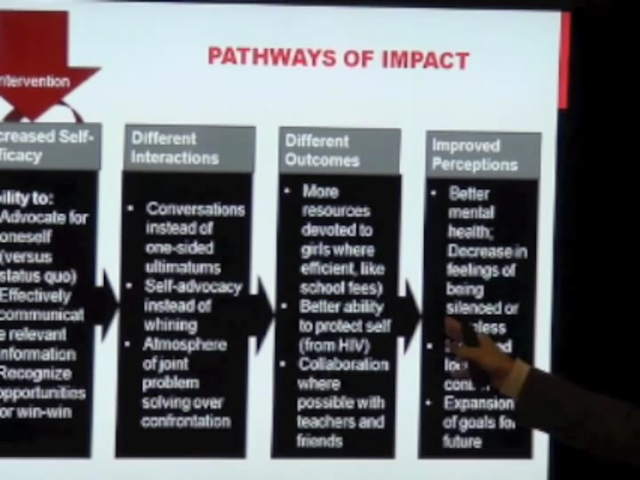 PATHWAYS OF IMPACT
ntervention
creased Self-
ficacy
ility to:
Advocate for
oneself
(versus
status quo)
Effectively
communicat
e relevant
nformation
Recognize
opportunities
or win-win
Different
Interactions
• Conversations
instead of
one-sided
ultimatums
• Self-advocacy
instead of
whining
• Atmosphere
of joint
problem
solving over
confrontation
Different
Outcomes
• More
resources
devoted to
girls where
efficient, like
school fees)
• Better ability
to protect self
(from HIV)
• Collaboration
where
possible with
teachers and
friends
Improved
Perceptions
• Better
mental
health;
Decrease in
feelings of
being
silenced or
• Expansion
of goals for
future